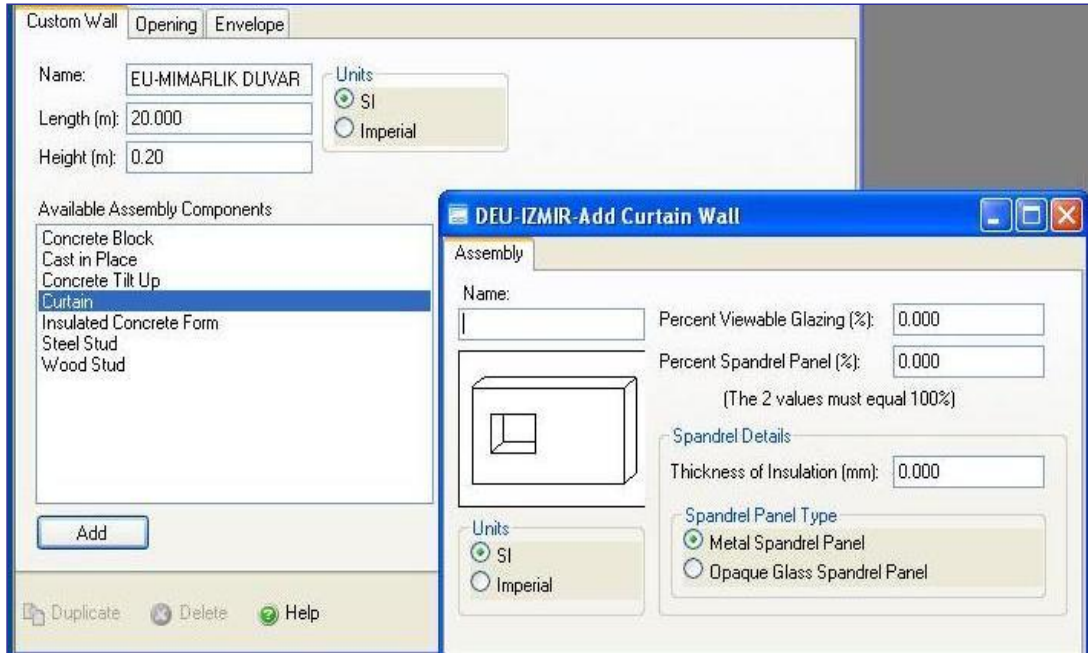 Custom Wall Opening Envelope
Name: EU-MIMARLIK DUVAR
Units
SI
Length (m): 20.000
Imperial
Height (m): 0.20
Available Assembly Components
Concrete Block
Cast in Place
Concrete Tilt Up
Curtain
Insulated Concrete Form
Steel Stud
Wood Stud
Add
Duplicate Delete Help
DEU-IZMIR-Add Curtain Wall
Assembly
Name:
Percent Viewable Glazing (%): 0.000
Percent Spandrel Panel (%): 0.000
(The 2 values must equal 100%)
Spandrel Details
Thickness of Insulation (mm): 0.000
Spandrel Panel Type
Metal Spandrel Panel
Opaque Glass Spandrel Panel
Units
SI
Imperial